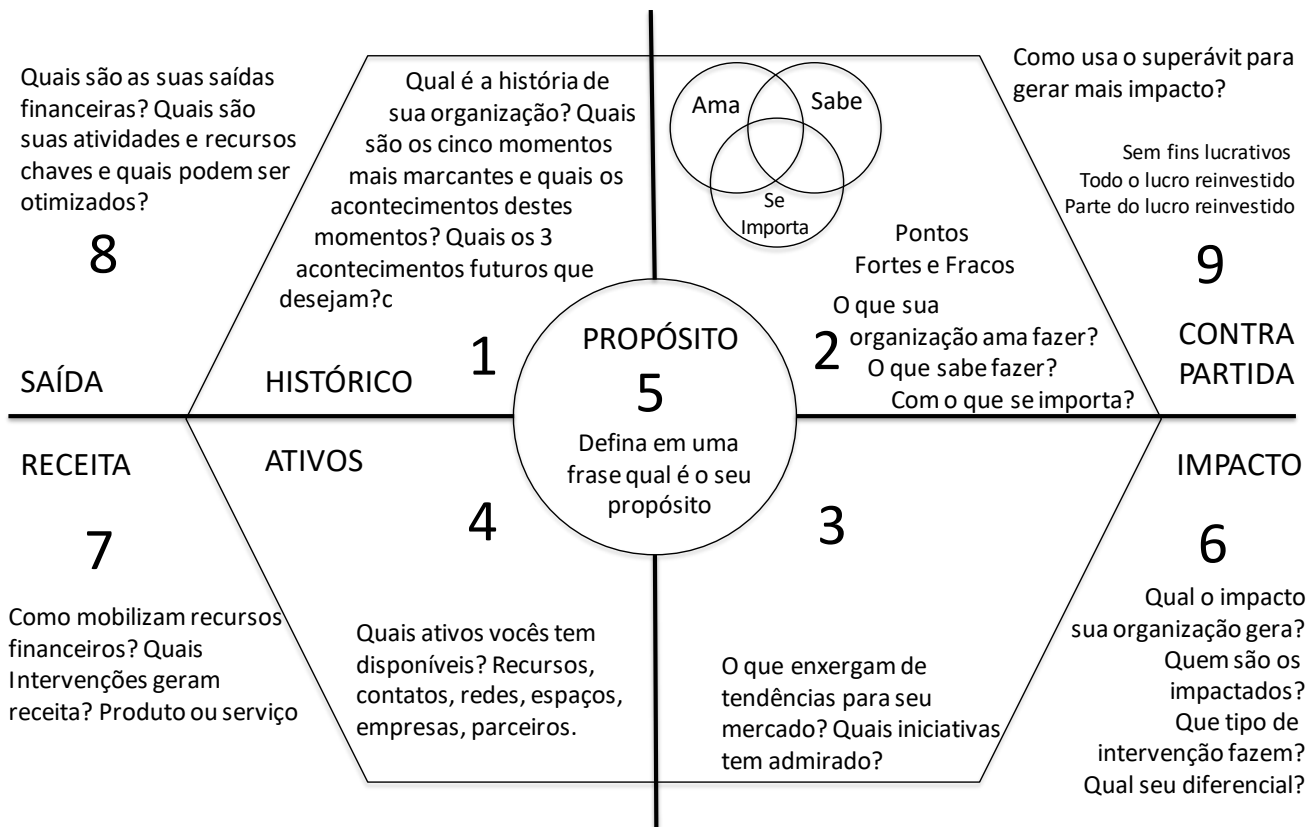 Quais são as suas saídas
financeiras? Quais são
suas atividades e recursos
chaves e quais podem ser
otimizados?
8
SAÍDA
Qual é a história de
sua organização? Quais
são os cinco momentos
mais marcantes e quais os
acontecimentos destes
momentos? Quais os 3
acontecimentos futuros que
desejam?c
1
HISTÓRICO
Ama
Sabe
Se
Importa
Pontos
Fortes e Fracos
O que sua
organização ama fazer?
O que sabe fazer?
Com o que se importa?
2
Como usa o superávit para
gerar mais impacto?
Sem fins lucrativos
Todo o lucro reinvestido
Parte do lucro reinvestido
9
CONTRA
PARTIDA
PROPÓSITO
5
Defina em uma
frase qual é o seu
propósito
RECEITA
7
Como mobilizam recursos
financeiros? Quais
Intervenções geram
receita? Produto ou serviço
ATIVOS
4
Quais ativos vocês tem
disponíveis? Recursos,
contatos, redes, espaços,
empresas, parceiros.
3
O que enxergam de
tendências para seu
mercado? Quais iniciativas
tem admirado?
IMPACTO
6
Qual o impacto
sua organização gera?
Quem são os
impactados?
Que tipo de
intervenção fazem?
Qual seu diferencial?